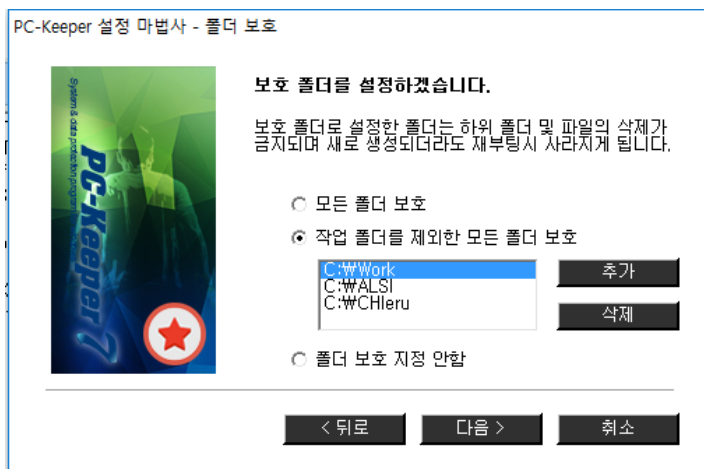 PC-Keeper 설정 마법사 - 폴더 보호
System & data protection program
PC-Keeper 7
보호 폴더를 설정하겠습니다.
보호 폴더로 설정한 폴더는 하위 폴더 및 파일의 삭제가
금지되며 새로 생성되더라도 재부팅시 사라지게 됩니다.
모든 폴더 보호
작업 폴더를 제외한 모든 폴더 보호
C:₩Work
C:₩ALSI
C:₩CHIeru
추가
삭제
폴더 보호 지정 안함
< 뒤로
다음 >
취소